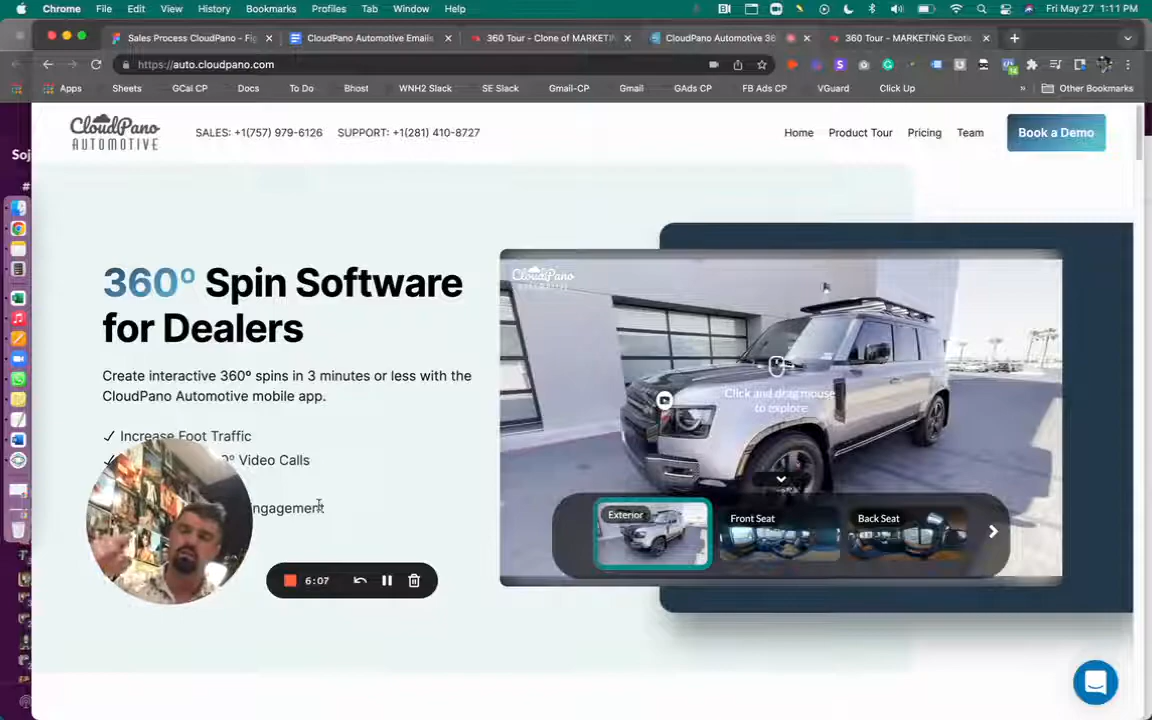 Chrome File Edit View History Bookmarks Profiles Tab Window Help Fri May 27 1:11 PM
Sales Process CloudPano - Fig CloudPano Automotive Emails 360 Tour - Clone of MARKETI CloudPano Automotive 36 360 Tour - MARKETING Exotic
https://auto.cloudpano.com
Apps Sheets GCal CP Docs To Do Bhost WNH2 Slack SE Slack Gmail-CP Gmail GAds CP FB Ads CP VGuard Click Up » Other Bookmarks
Soj
#
CloudPano
AUTOMOTIVE
SALES: +1(757) 979-6126 SUPPORT: +1(281) 410-8727
Home Product Tour Pricing Team Book a Demo
360º Spin Software
for Dealers
Create interactive 360º spins in 3 minutes or less with the
CloudPano Automotive mobile app.
Increase Foot Traffic
0º Video Calls
ngagement
6:07
CloudPano
AUTOMOTIVE
Click and drag mouse
to explore
Exterior
Front Seat
Back Seat